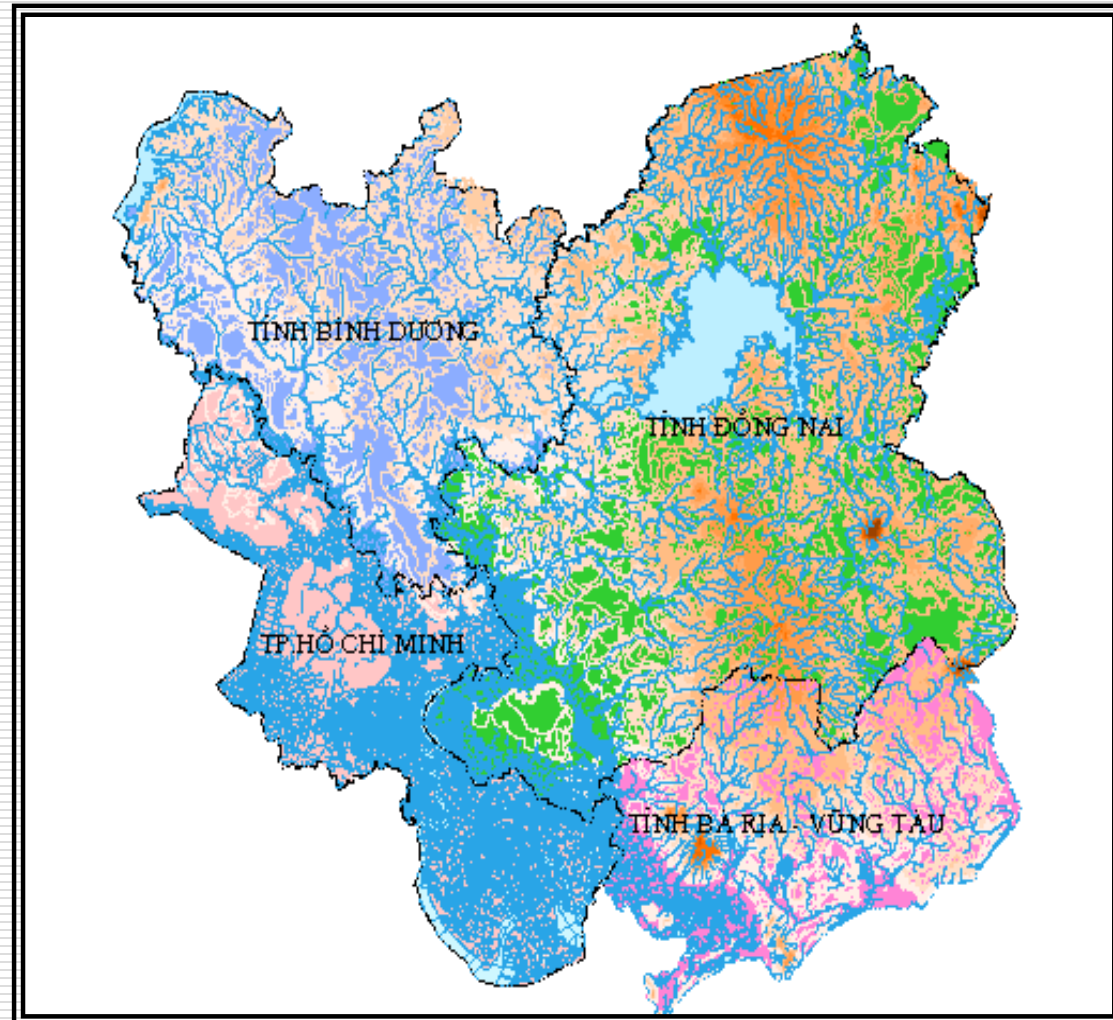 TỈNH BÌNH DƯƠNG
TỈNH ĐỒNG NAI
TP HỒ CHÍ MINH
TỈNH BÀ RỊA - VŨNG TÀU